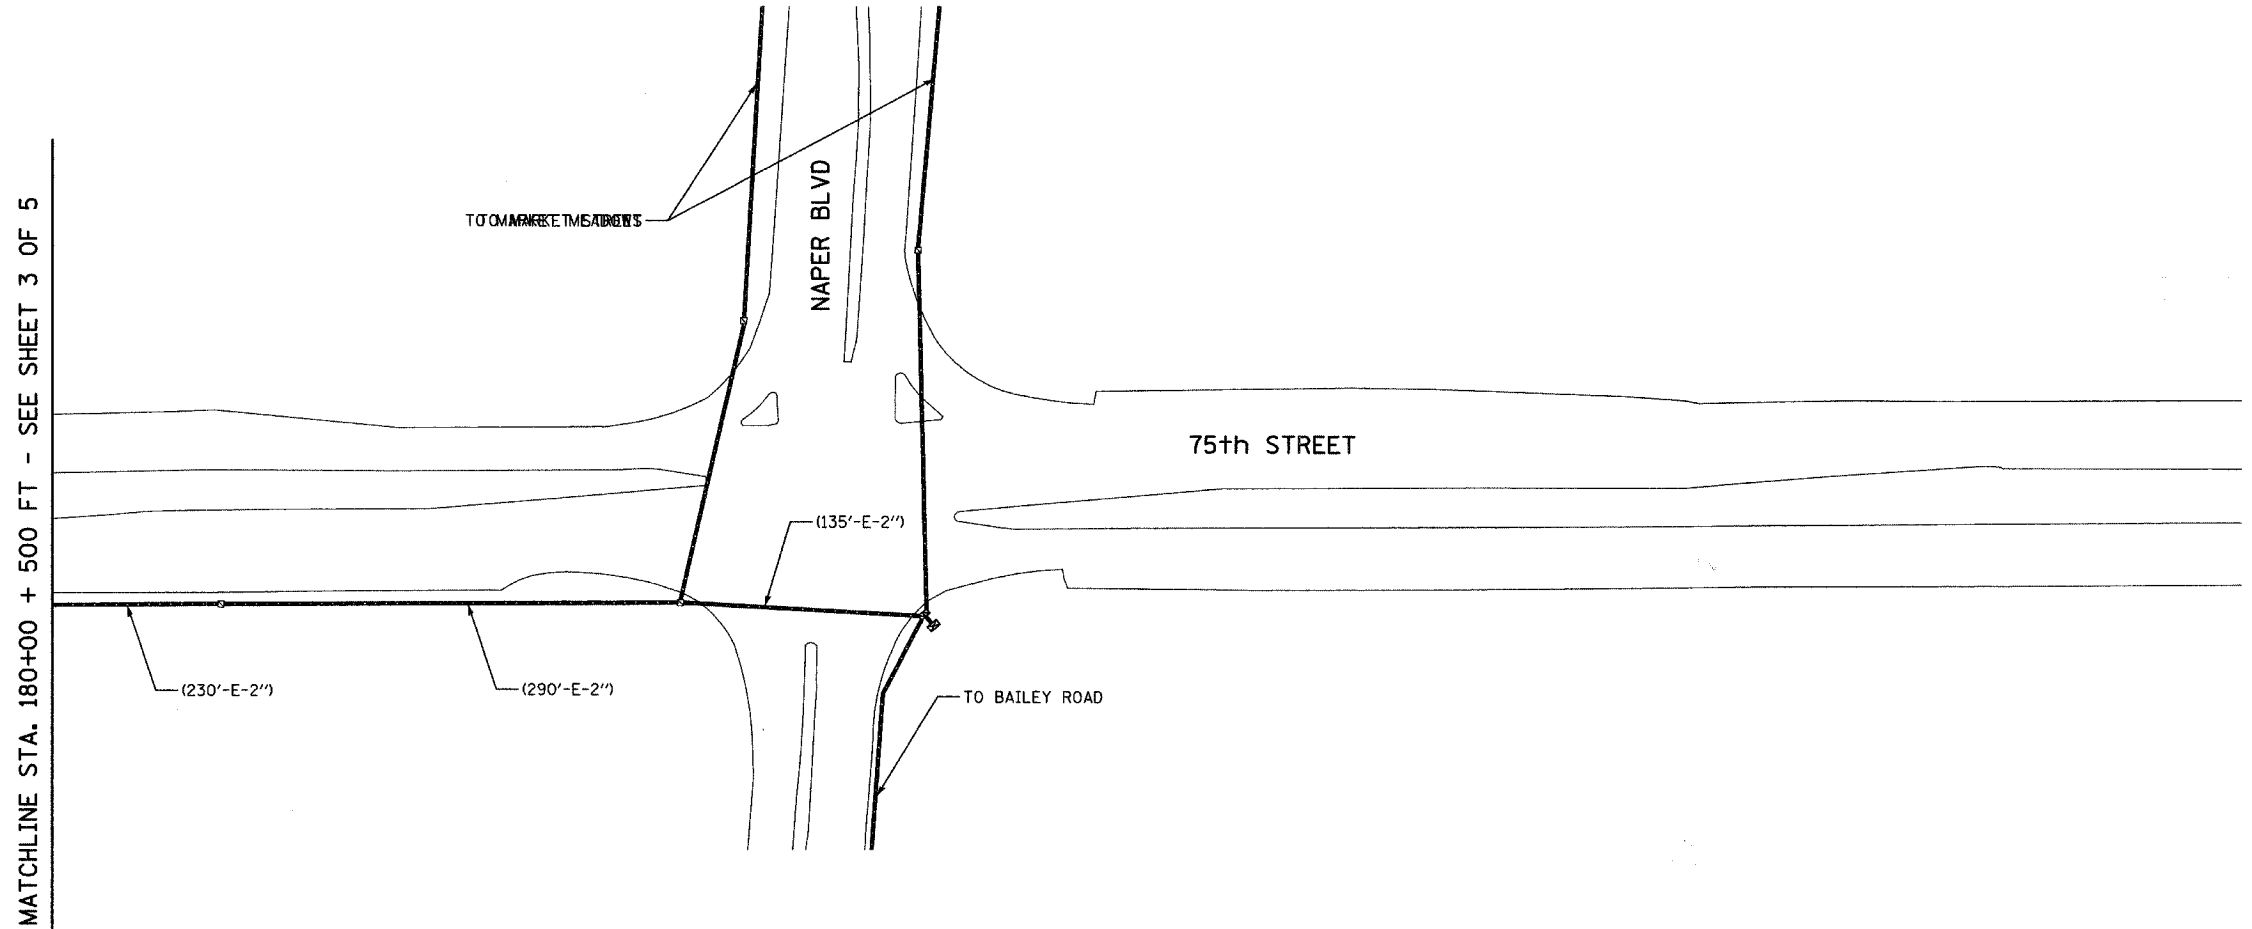 MATCHLINE STA. 180+00 + 500 FT - SEE SHEET 3 OF 5
NAPER BLVD
75th STREET
(135'-E-2'')
(230'-E-2'')
(290'-E-2'')
TO BAILEY ROAD